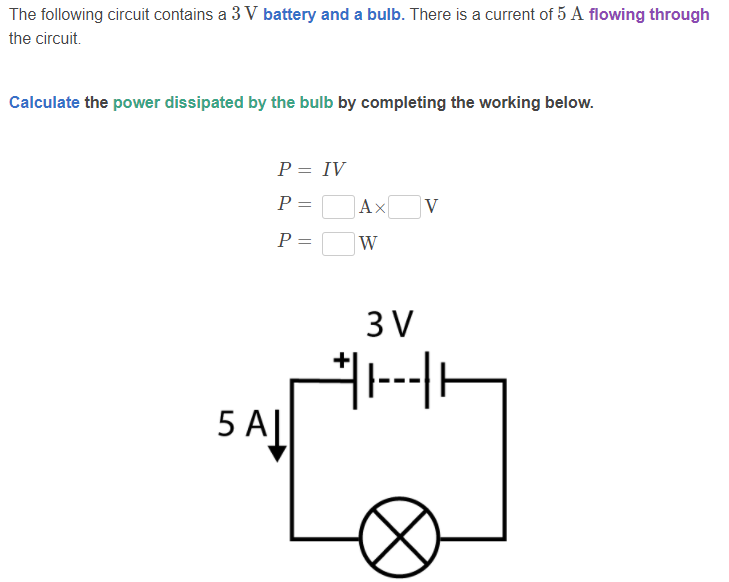 The following circuit contains a 3 V battery and a bulb. There is a current of 5 A flowing through
the circuit.
Calculate the power dissipated by the bulb by completing the working below.
P = IV
P = A × V
P = W
3 V
+
5 A